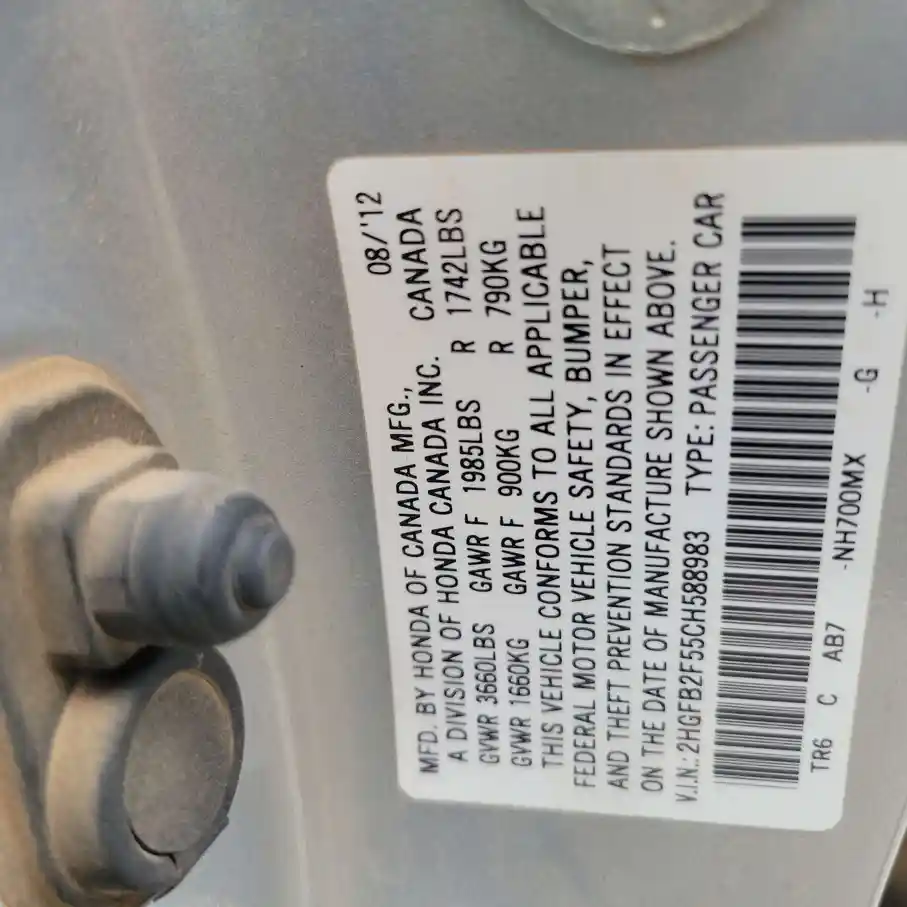 MFD. BY HONDA OF CANADA MFG., 08/'12
A DIVISION OF HONDA CANADA INC. CANADA
GVWR 3660LBS GAWR F 1985LBS R 1742LBS
GVWR 1660KG GAWR F 900KG R 790KG
THIS VEHICLE CONFORMS TO ALL APPLICABLE
FEDERAL MOTOR VEHICLE SAFETY, BUMPER,
AND THEFT PREVENTION STANDARDS IN EFFECT
ON THE DATE OF MANUFACTURE SHOWN ABOVE.
V.I.N.: 2HGFB2F55CH588983 TYPE: PASSENGER CAR
TR6 C AB7 -NH700MX -G -H